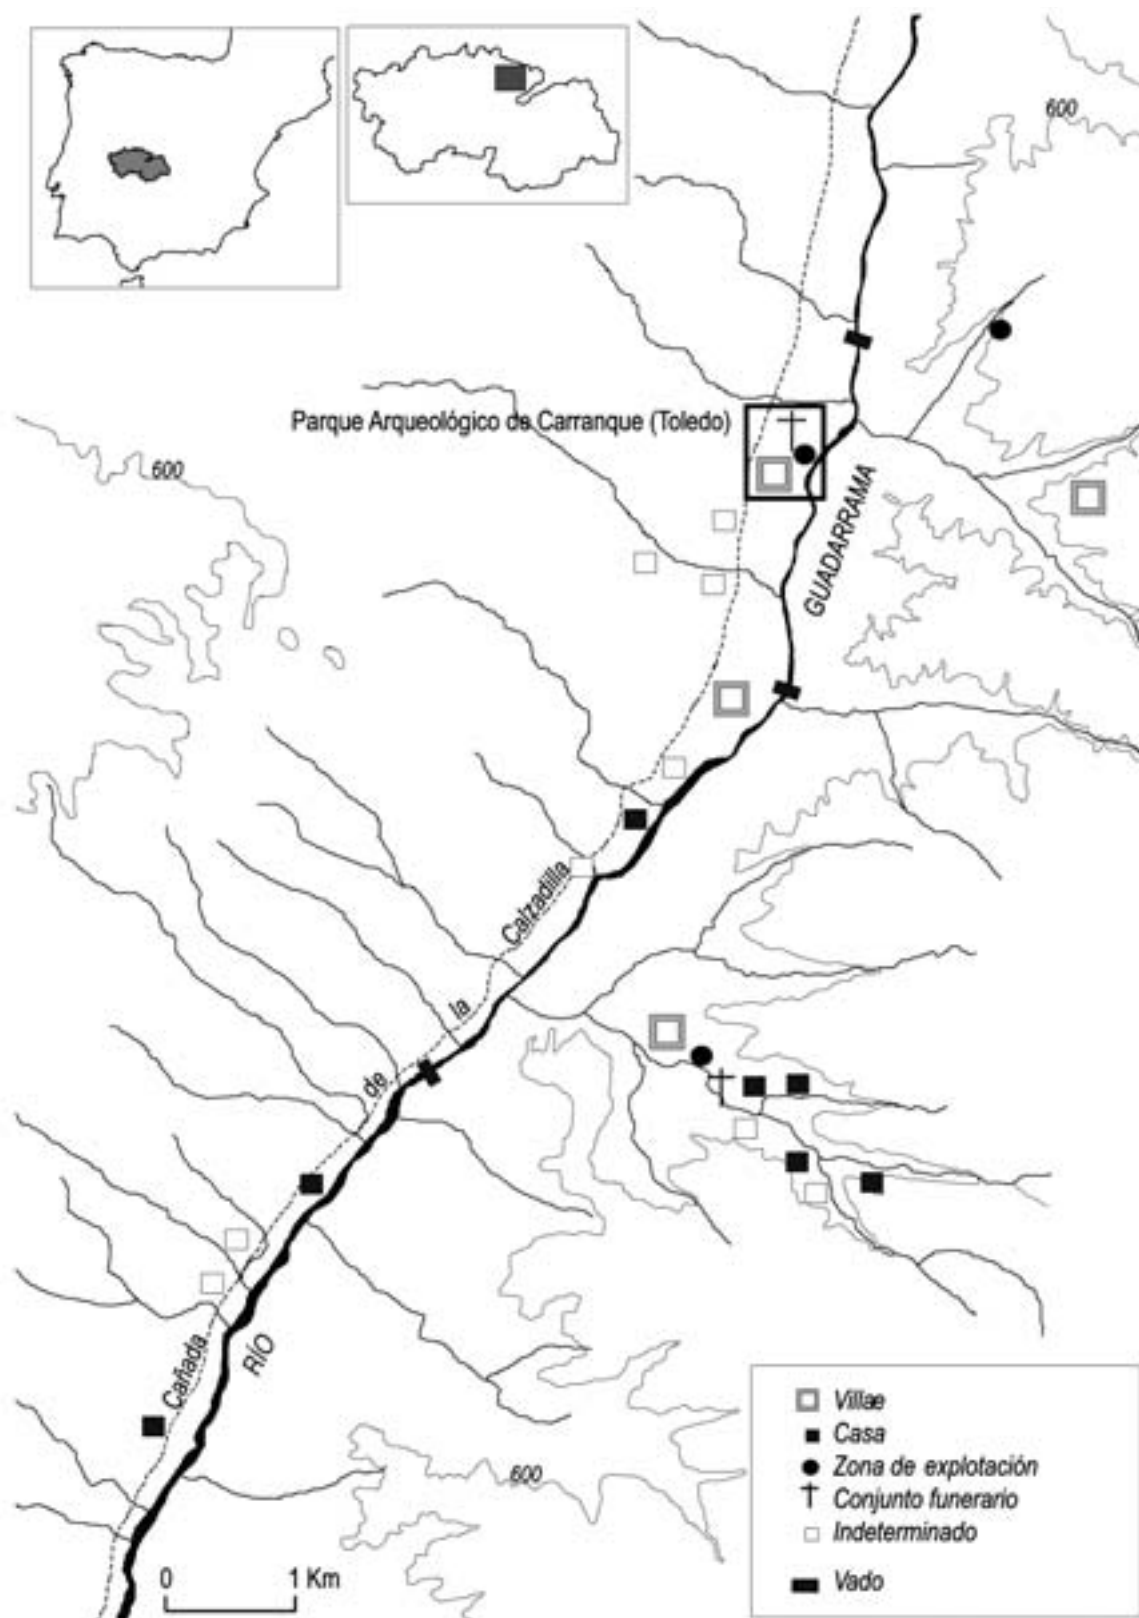 600
Parque Arqueológico de Carranque (Toledo)
600
GUADARRAMA
Calzadilla
la
de
Cañada
RÍO
600
Villae
Casa
Zona de explotación
Conjunto funerario
Indeterminado
Vado
0 1 Km